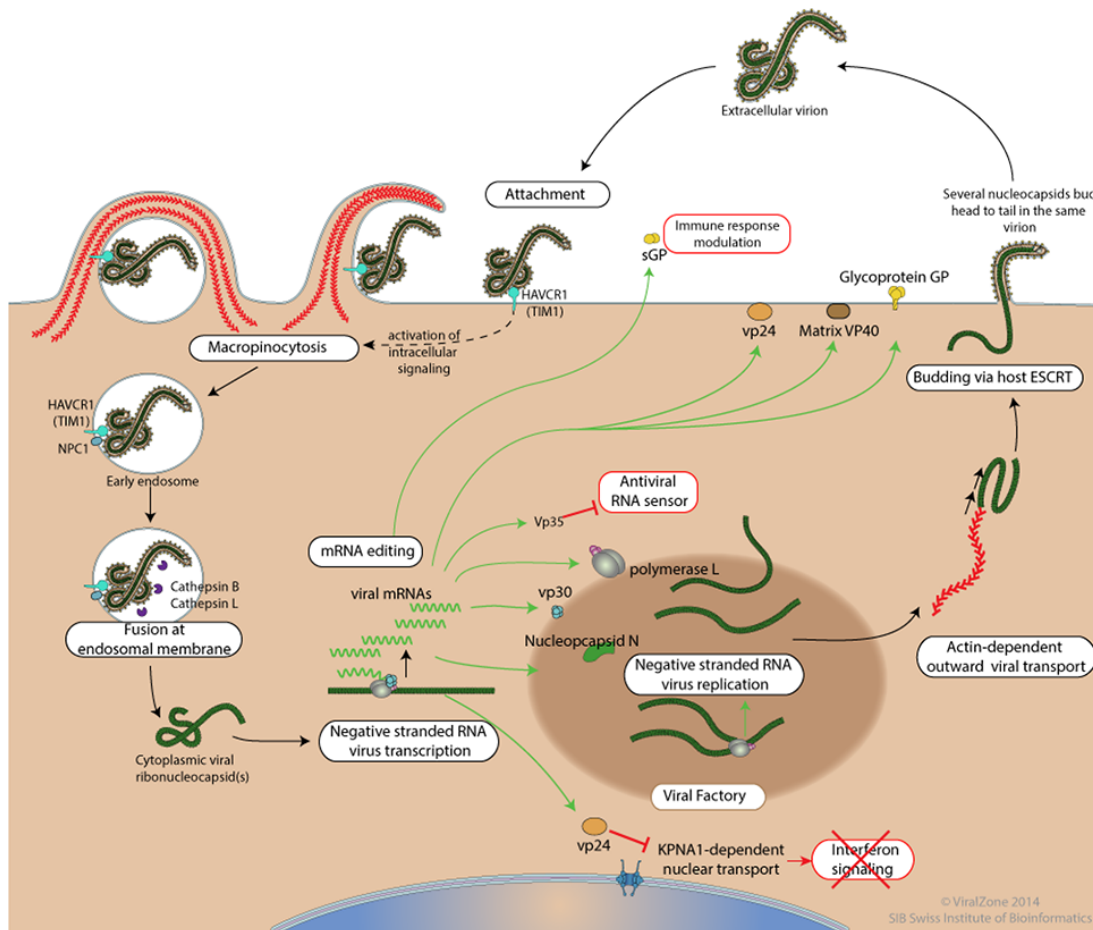 Extracellular virion
Attachment
Several nucleocapsids bud
head to tail in the same
virion
Immune response
modulation
sGP
HAVCR1
(TIM1)
Glycoprotein GP
vp24
Matrix VP40
activation of
intracellular
signaling
Macropinocytosis
Budding via host ESCRT
HAVCR1
(TIM1)
NPC1
Early endosome
Antiviral
RNA sensor
Vp35
mRNA editing
polymerase L
Cathepsin B
Cathepsin L
viral mRNAs
vp30
Fusion at
endosomal membrane
Nucleopcapsid N
Negative stranded RNA
virus replication
Actin-dependent
outward viral transport
Negative stranded RNA
virus transcription
Cytoplasmic viral
ribonucleocapsid(s)
Viral Factory
vp24
KPNA1-dependent
nuclear transport
Interferon
signaling
© ViralZone 2014
SIB Swiss Institute of Bioinformatics